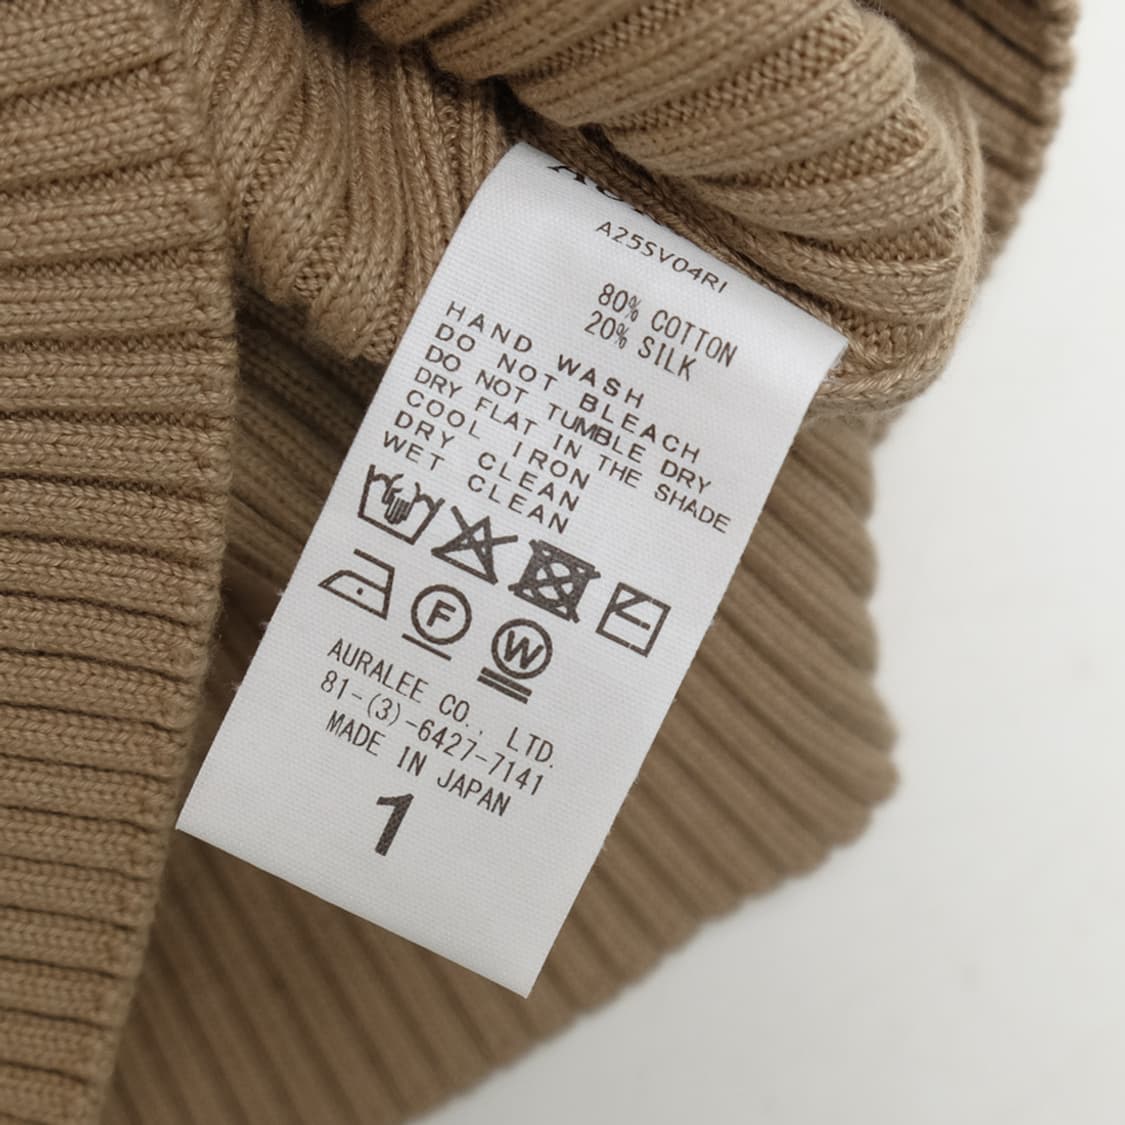 A25SV04RI
80% COTTON
20% SILK
HAND WASH
DO NOT BLEACH
DO NOT TUMBLE DRY
DRY FLAT IN THE SHADE
COOL IRON
DRY CLEAN
WET CLEAN
F
W
AURALEE CO., LTD.
81-(3)-6427-7141
MADE IN JAPAN
1